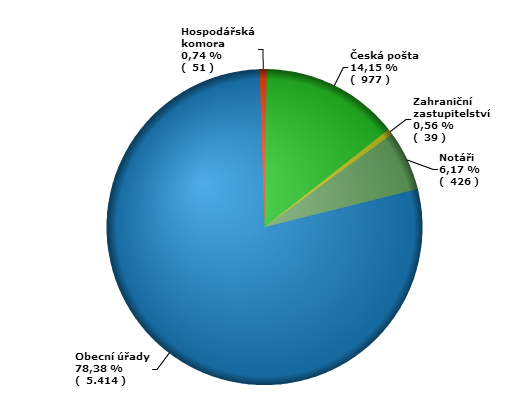 Hospodářská
komora
0,74 %
( 51 )
Česká pošta
14,15 %
( 977 )
Zahraniční
zastupitelství
0,56 %
( 39 )
Notáři
6,17 %
( 426 )
Obecní úřady
78,38 %
( 5.414 )